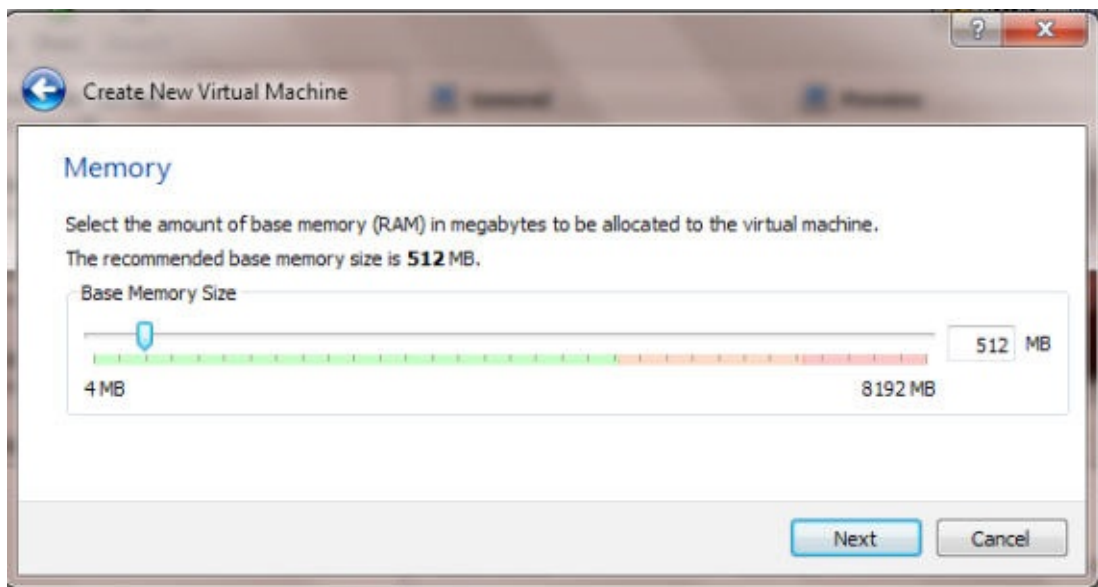 Create New Virtual Machine
Memory
Select the amount of base memory (RAM) in megabytes to be allocated to the virtual machine.
The recommended base memory size is 512 MB.
Base Memory Size
512 MB
4 MB 8192 MB
Next Cancel